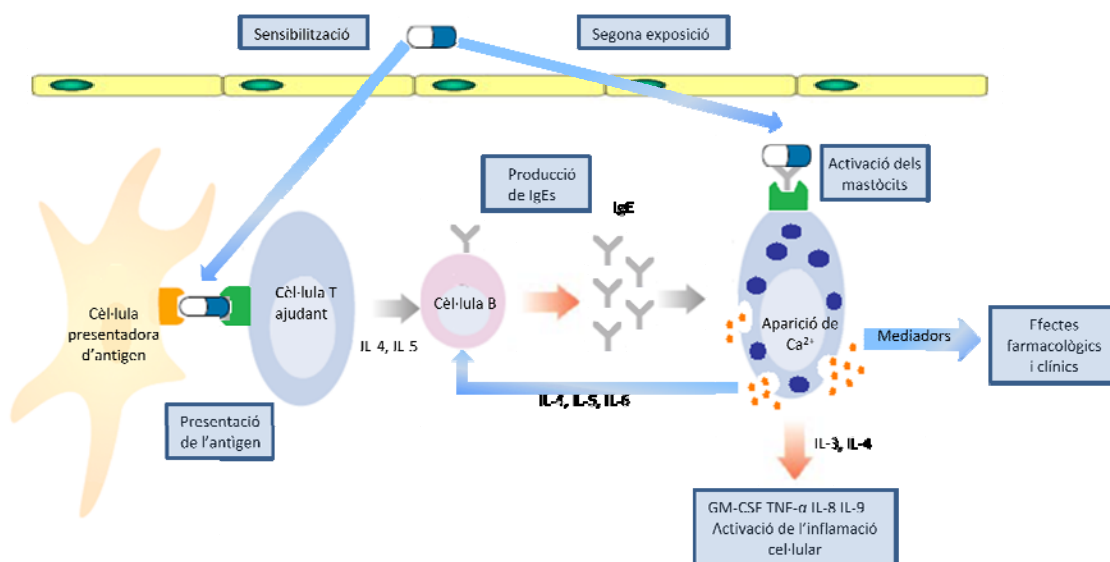 Sensibilització
Segona exposició
Activació dels
mastòcits
Producció
de IgEs
IgE
Cèl·lula
presentadora
d'antigen
Cèl·lula T
ajudant
Cèl·lula B
IL 4, IL 5
Aparició de
Ca²⁺
Mediadors
Efectes
farmacològics
i clínics
IL-4, IL-5, IL-6
Presentació
de l'antìgen
IL-3, IL-4
GM-CSF TNF-α IL-8 IL-9
Activació de l'inflamació
cel·lular